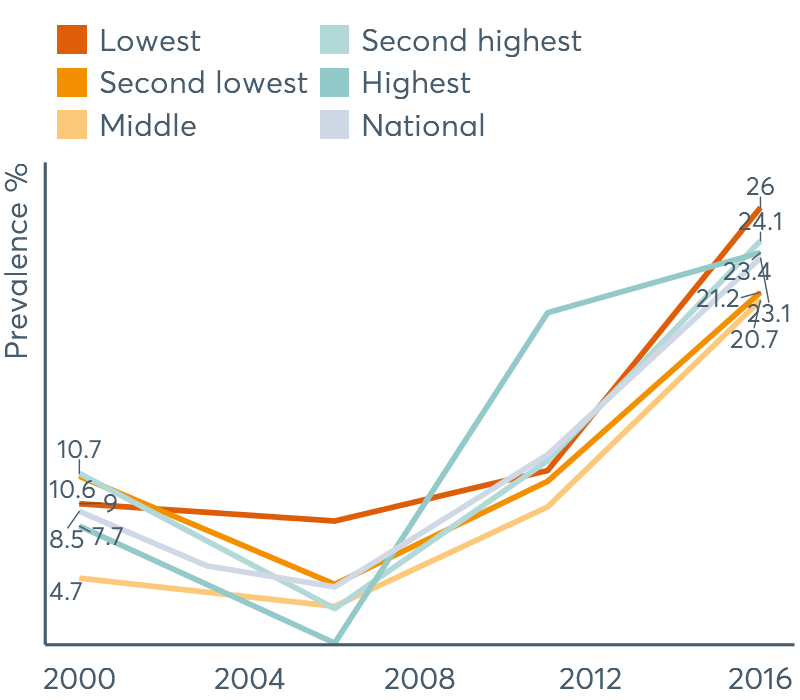 Lowest
Second lowest
Middle
Second highest
Highest
National
Prevalence %
26
24.1
23.4
21.2
23.1
20.7
10.7
10.6
9
8.5
7.7
4.7
2000 2004 2008 2012 2016